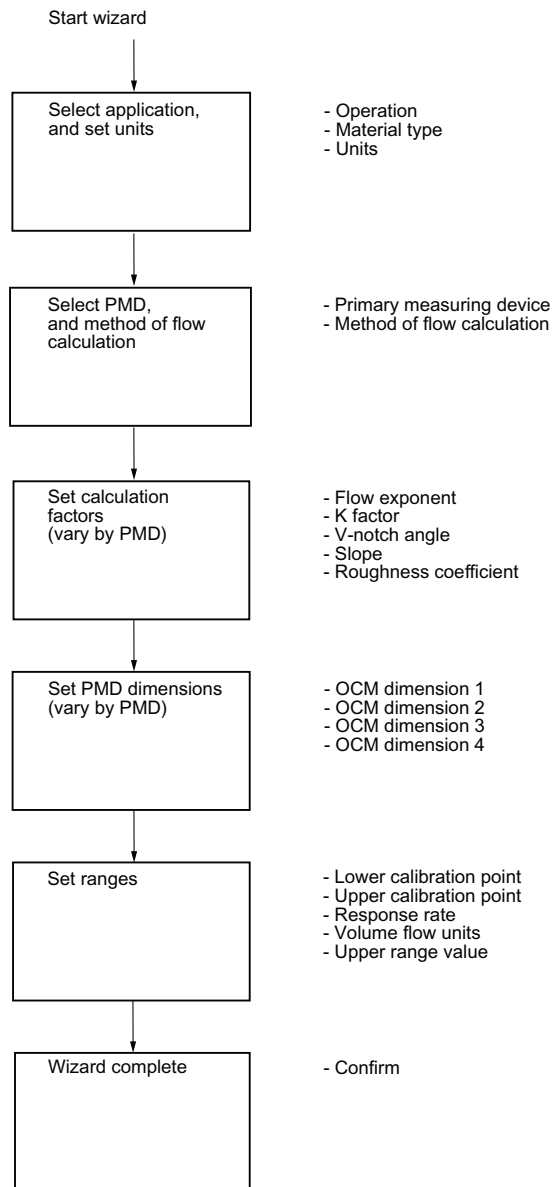 Start wizard
Select application,
and set units
- Operation
- Material type
- Units
Select PMD,
and method of flow
calculation
- Primary measuring device
- Method of flow calculation
Set calculation
factors
(vary by PMD)
- Flow exponent
- K factor
- V-notch angle
- Slope
- Roughness coefficient
Set PMD dimensions
(vary by PMD)
- OCM dimension 1
- OCM dimension 2
- OCM dimension 3
- OCM dimension 4
Set ranges
- Lower calibration point
- Upper calibration point
- Response rate
- Volume flow units
- Upper range value
Wizard complete
- Confirm